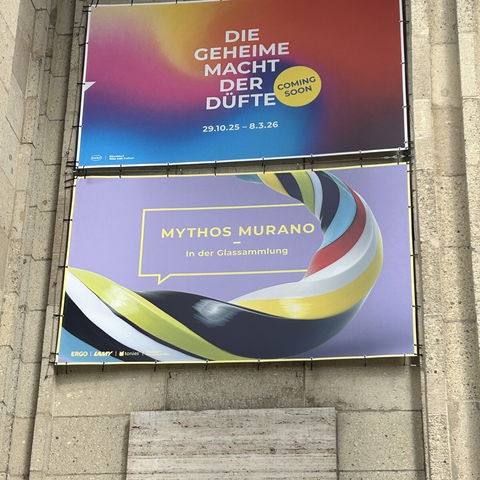 DIE
GEHEIME
MACHT
DER
DÜFTE
COMING
SOON
29.10.25 – 8.3.26
MYTHOS MURANO
In der Glassammlung
ERGO | LAMY |